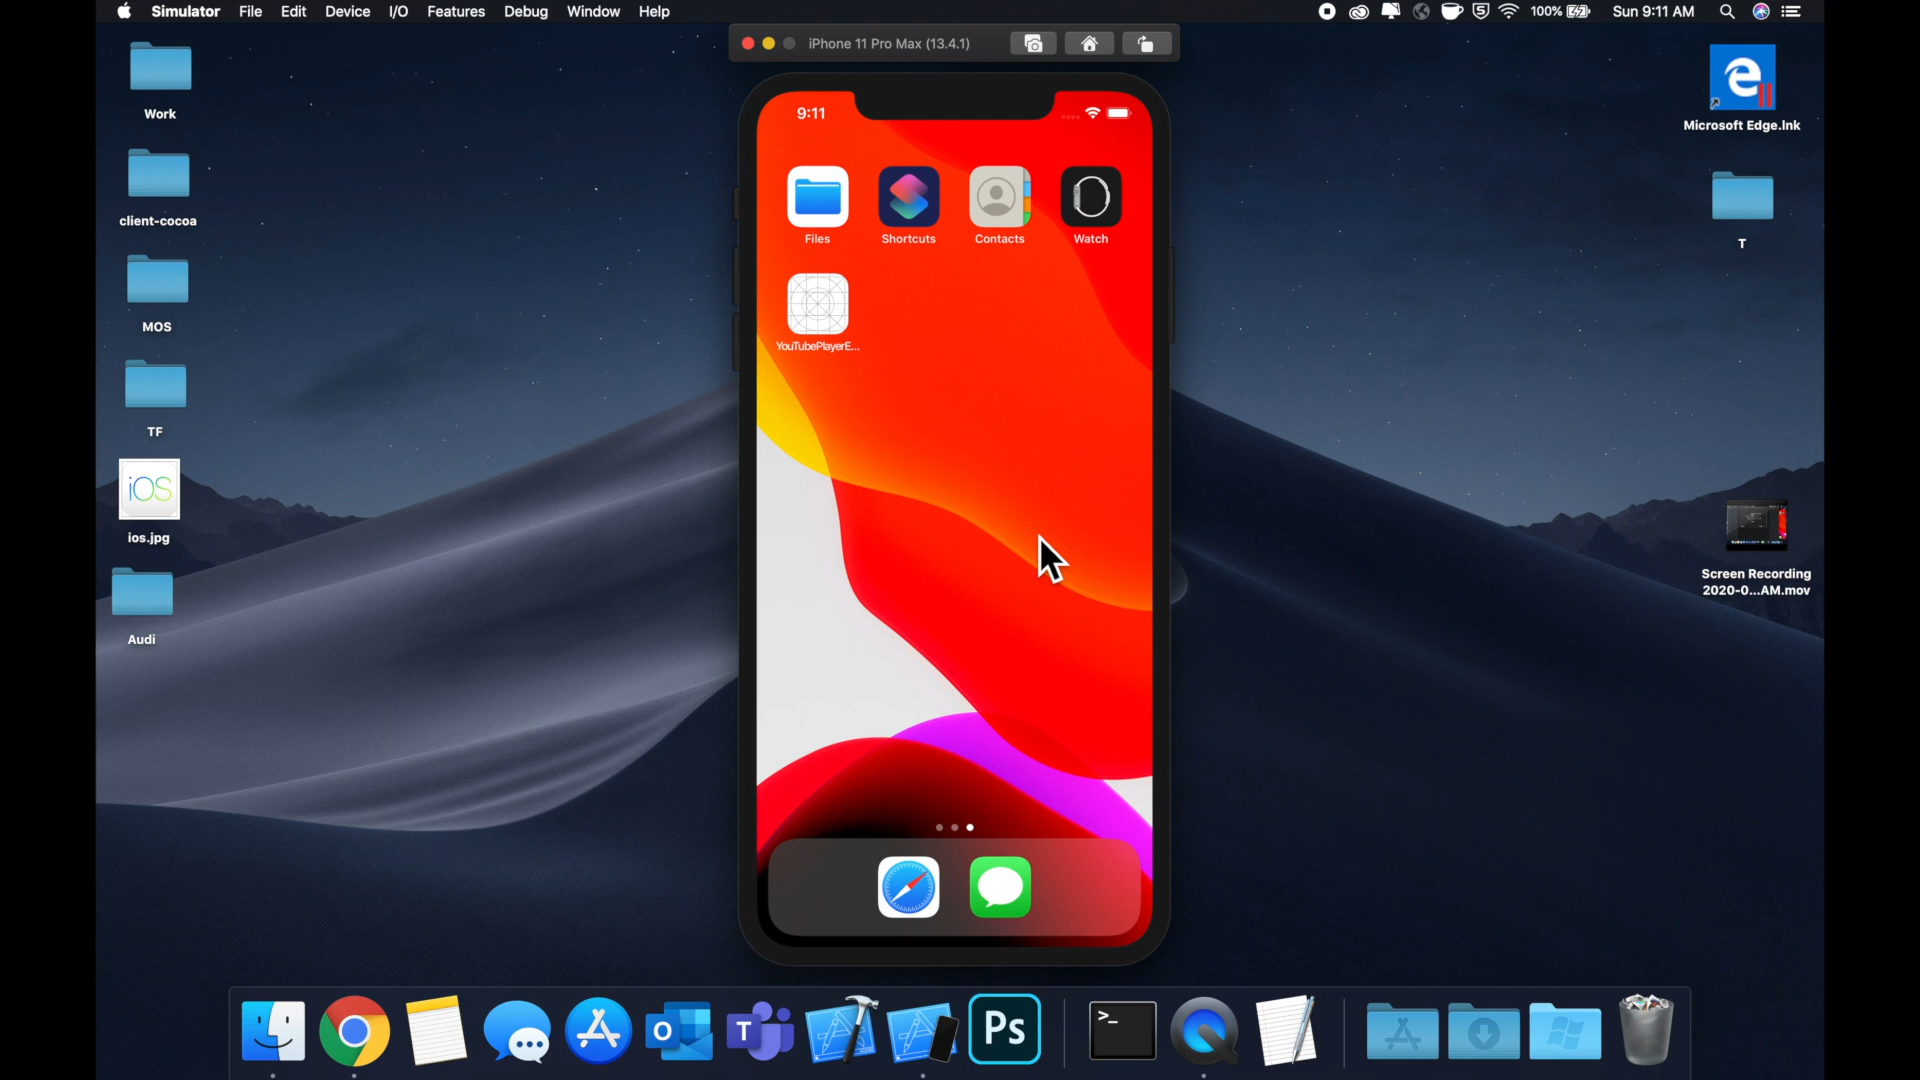 Simulator File Edit Device I/O Features Debug Window Help
100% Sun 9:11 AM
iPhone 11 Pro Max (13.4.1)
9:11
Files Shortcuts Contacts Watch
YouTubePlayerE...
Work
client-cocoa
MOS
TF
iOS
ios.jpg
Audi
Microsoft Edge.lnk
T
Screen Recording
2020-0...AM.mov
O
T
Ps
>_